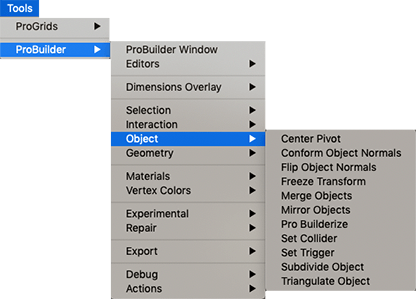 Tools
ProGrids
ProBuilder
ProBuilder Window
Editors
Dimensions Overlay
Selection
Interaction
Object
Geometry
Materials
Vertex Colors
Experimental
Repair
Export
Debug
Actions
Center Pivot
Conform Object Normals
Flip Object Normals
Freeze Transform
Merge Objects
Mirror Objects
Pro Builderize
Set Collider
Set Trigger
Subdivide Object
Triangulate Object